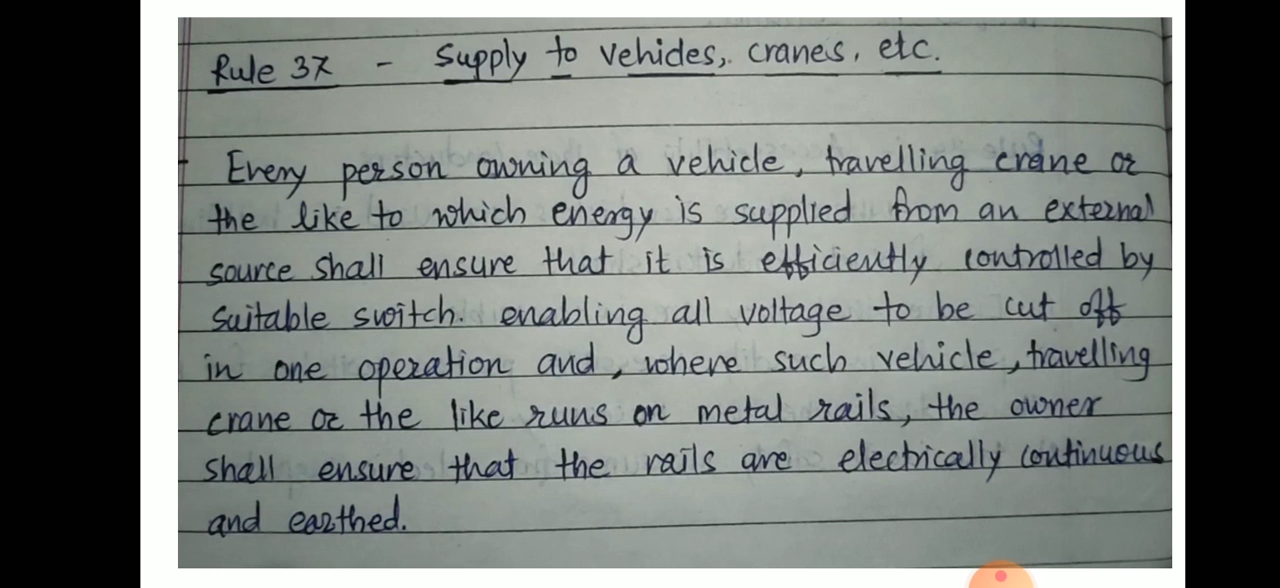 Rule 37 - Supply to vehicles, cranes, etc.
Every person owning a vehicle, travelling crane or
the like to which energy is supplied from an external
source shall ensure that it is efficiently controlled by
suitable switch. enabling all voltage to be cut off
in one operation and, where such vehicle, travelling
crane or the like runs on metal rails, the owner
shall ensure that the rails are electrically continuous
and earthed.